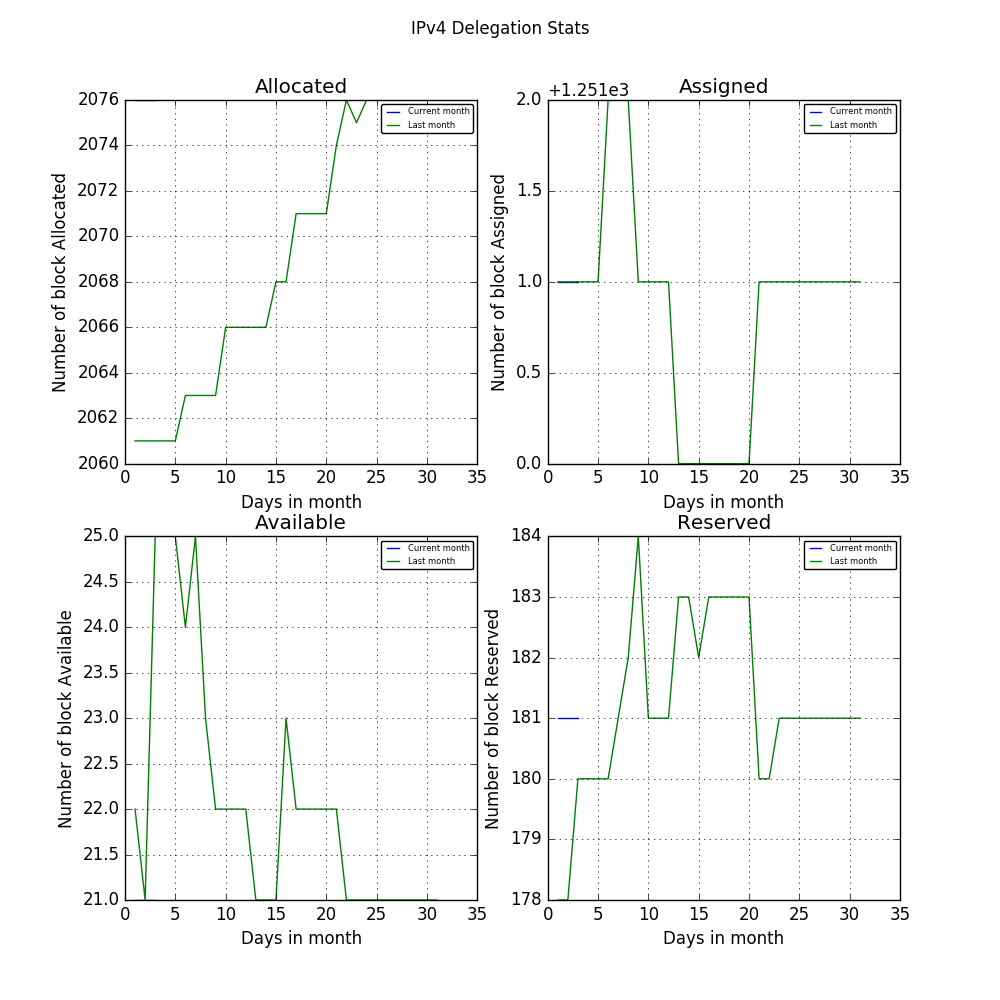 IPv4 Delegation Stats
Allocated
Number of block Allocated
2076
2074
2072
2070
2068
2066
2064
2062
2060
0 5 10 15 20 25 30 35
Days in month
Current month
Last month
Assigned
+1.251e3
Number of block Assigned
2.0
1.5
1.0
0.5
0.0
0 5 10 15 20 25 30 35
Days in month
Current month
Last month
Available
Number of block Available
25.0
24.5
24.0
23.5
23.0
22.5
22.0
21.5
21.0
0 5 10 15 20 25 30 35
Days in month
Current month
Last month
Reserved
Number of block Reserved
184
183
182
181
180
179
178
0 5 10 15 20 25 30 35
Days in month
Current month
Last month